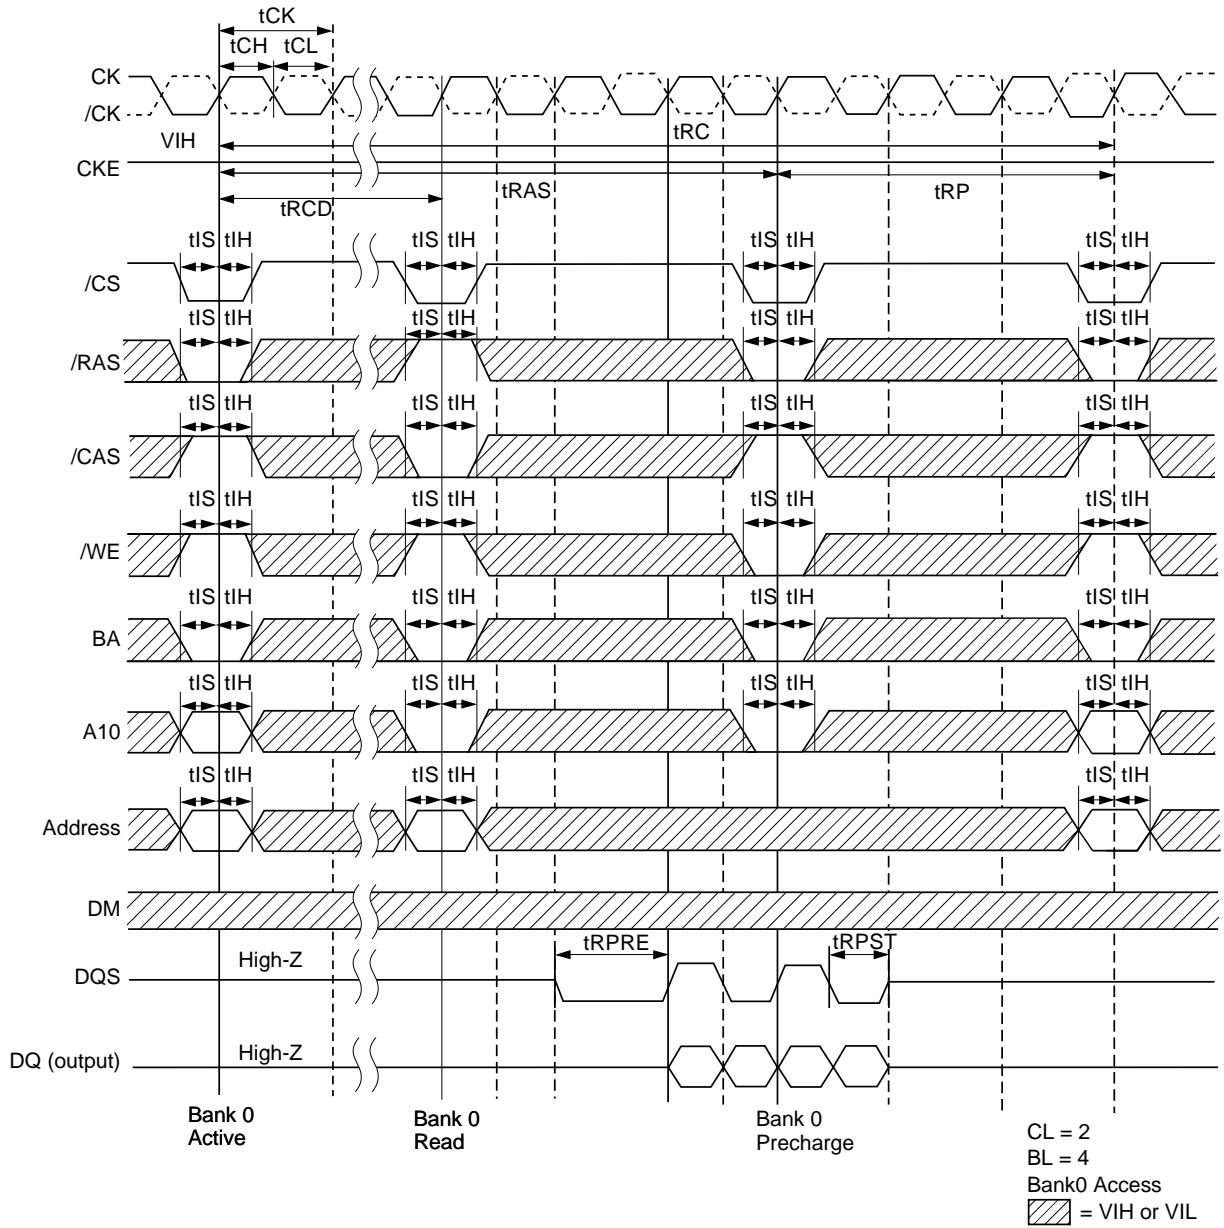 tCK
tCH tCL
CK
/CK
VIH
tRC
CKE
tRAS
tRP
tRCD
tIS tIH tIS tIH tIS tIH tIS tIH
/CS
tIS tIH tIS tIH tIS tIH tIS tIH
/RAS
tIS tIH tIS tIH tIS tIH tIS tIH
/CAS
tIS tIH tIS tIH tIS tIH tIS tIH
/WE
tIS tIH tIS tIH tIS tIH tIS tIH
BA
tIS tIH tIS tIH tIS tIH tIS tIH
A10
tIS tIH tIS tIH tIS tIH
Address
DM
tRPRE tRPST
High-Z
DQS
High-Z
DQ (output)
Bank 0
Active
Bank 0
Read
Bank 0
Precharge
CL = 2
BL = 4
Bank0 Access
= VIH or VIL